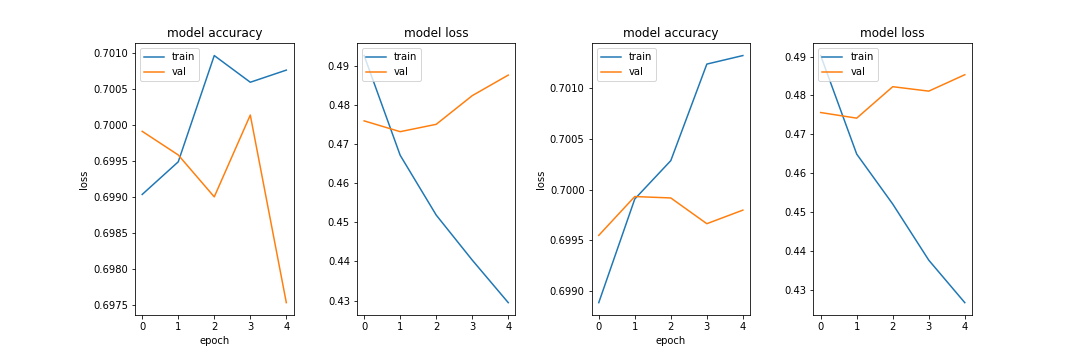 model accuracy
loss
0.7010
0.7005
0.7000
0.6995
0.6990
0.6985
0.6980
0.6975
train
val
0 1 2 3 4
epoch
model loss
0.49
0.48
0.47
0.46
0.45
0.44
0.43
train
val
0 1 2 3 4
model accuracy
loss
0.7010
0.7005
0.7000
0.6995
0.6990
train
val
0 1 2 3 4
epoch
model loss
0.49
0.48
0.47
0.46
0.45
0.44
0.43
train
val
0 1 2 3 4